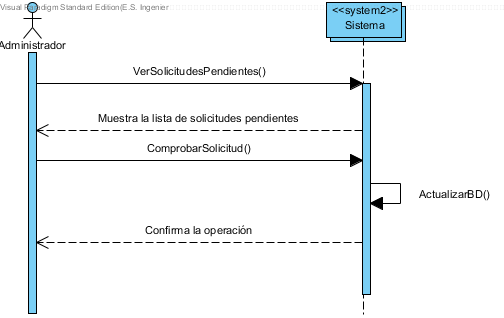 Visual Paradigm Standard Edition(E.S. Ingenier
<<system2>>
Sistema
Administrador
VerSolicitudesPendientes()
Muestra la lista de solicitudes pendientes
ComprobarSolicitud()
ActualizarBD()
Confirma la operación